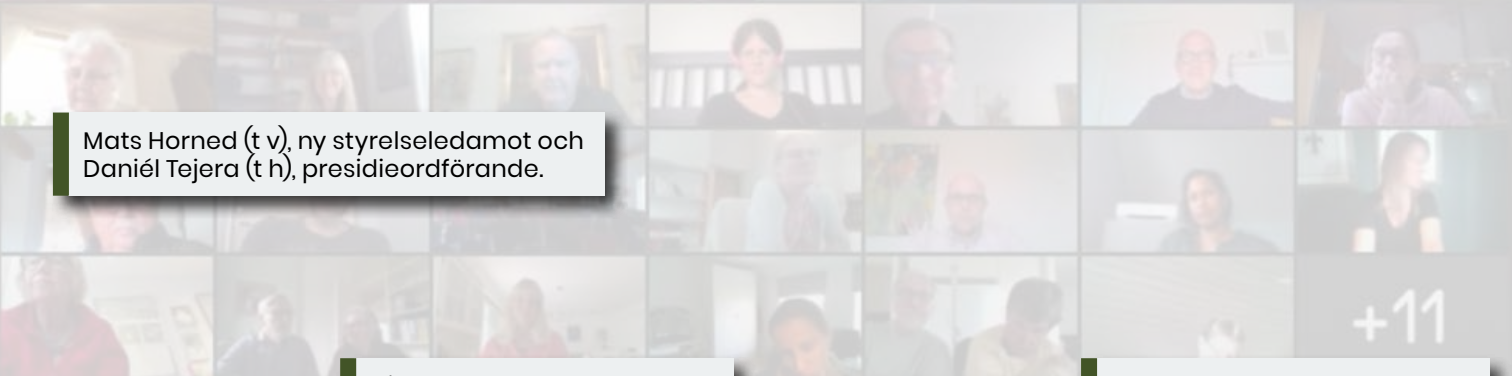 Mats Horned (t v), ny styrelseledamot och
Daniél Tejera (t h), presidieordförande.
+11